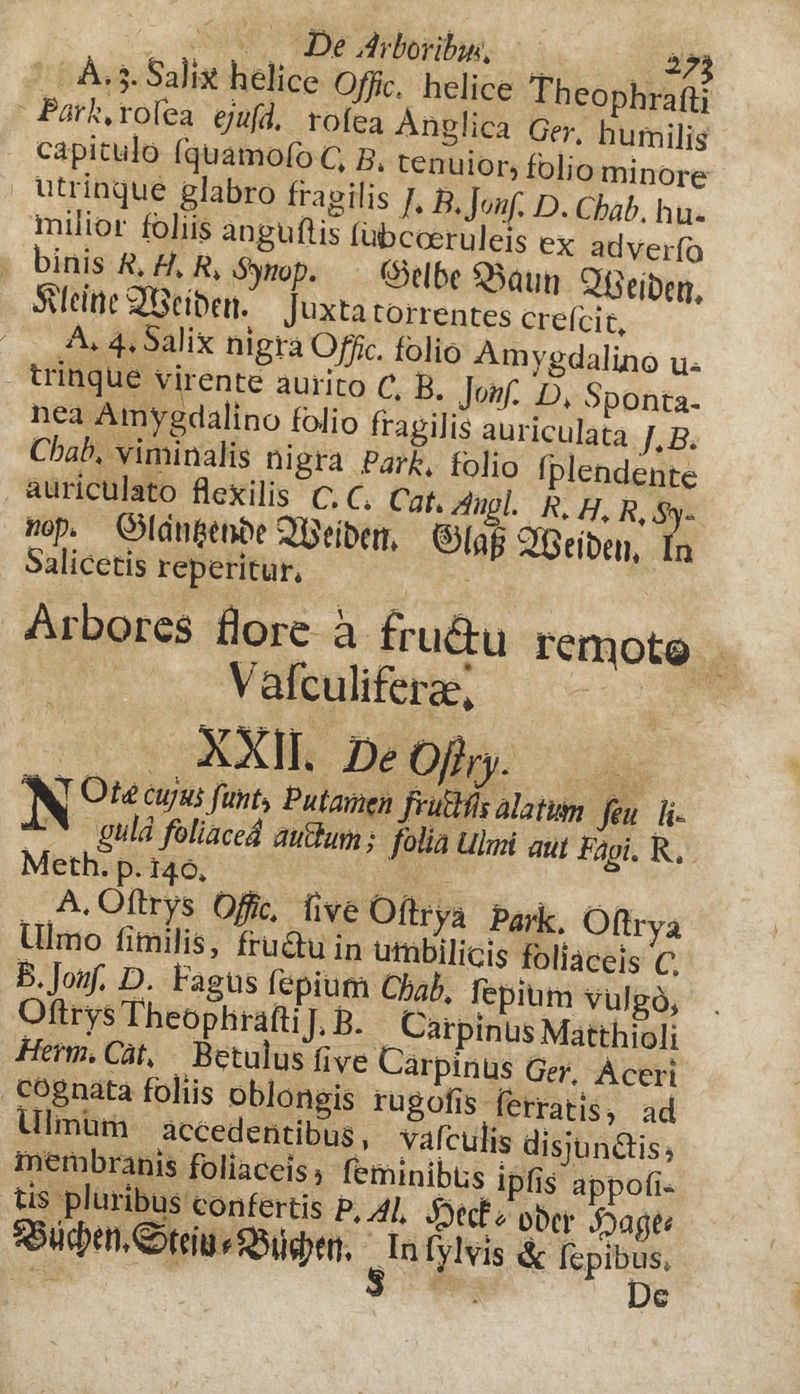 De Arboribus. 273
A. 3. Salix helice Offic. helice Theophraſti
Park. roſea ejuſd. roſea Anglica Ger. humilis
capitulo ſquamoſo C. B. tenuior, folio minore
utrinque glabro fragilis J. B. Jonſ. D. Chab. hu-
milior foliis anguſtis ſubcœruleis ex adverſo
binis R. H. R. Synop. Gelbe Baun Weiden.
Kleine Weiden. Juxta torrentes creſcit.
A. 4. Salix nigra Offic. folio Amygdalino u-
trinque virente aurito C. B. Jonſ. D. Sponta-
nea Amygdalino folio fragilis auriculata J. B.
Chab. viminalis nigra Park. folio ſplendente
auriculato flexilis C. C. Cat. Angl. R. H. R. Sy-
nop. Gläntzende Weiden. Glaß Weiden. In
Salicetis reperitur.
Arbores flore à fructu remoto
Vaſculiferæ.
XXII. De Oſtry.
NOtæ cujus ſunt, Putamen fructûs alatum ſeu li-
gulâ foliaceâ auctum; folia Ulmi aut Fagi. R.
Meth. p. 140.
A. Oſtrys Offic. ſive Oſtrya Park. Oſtrya
Ulmo ſimilis, fructu in umbilicis foliaceis C.
B. Jonſ. D. Fagus ſepium Chab. ſepium vulgò,
Oſtrys Theophraſti J. B. Carpinus Matthioli
Herm. Cat. Betulus ſive Carpinus Ger. Aceri
cognata foliis oblongis rugoſis ſerratis, ad
Ulmum accedentibus, vaſculis disjunctis,
membranis foliaceis, ſeminibus ipſis appoſi-
tis pluribus confertis P. Al. Heck- oder Hage-
Büchen. Stein-Büchen. In ſylvis & ſepibus.
S De